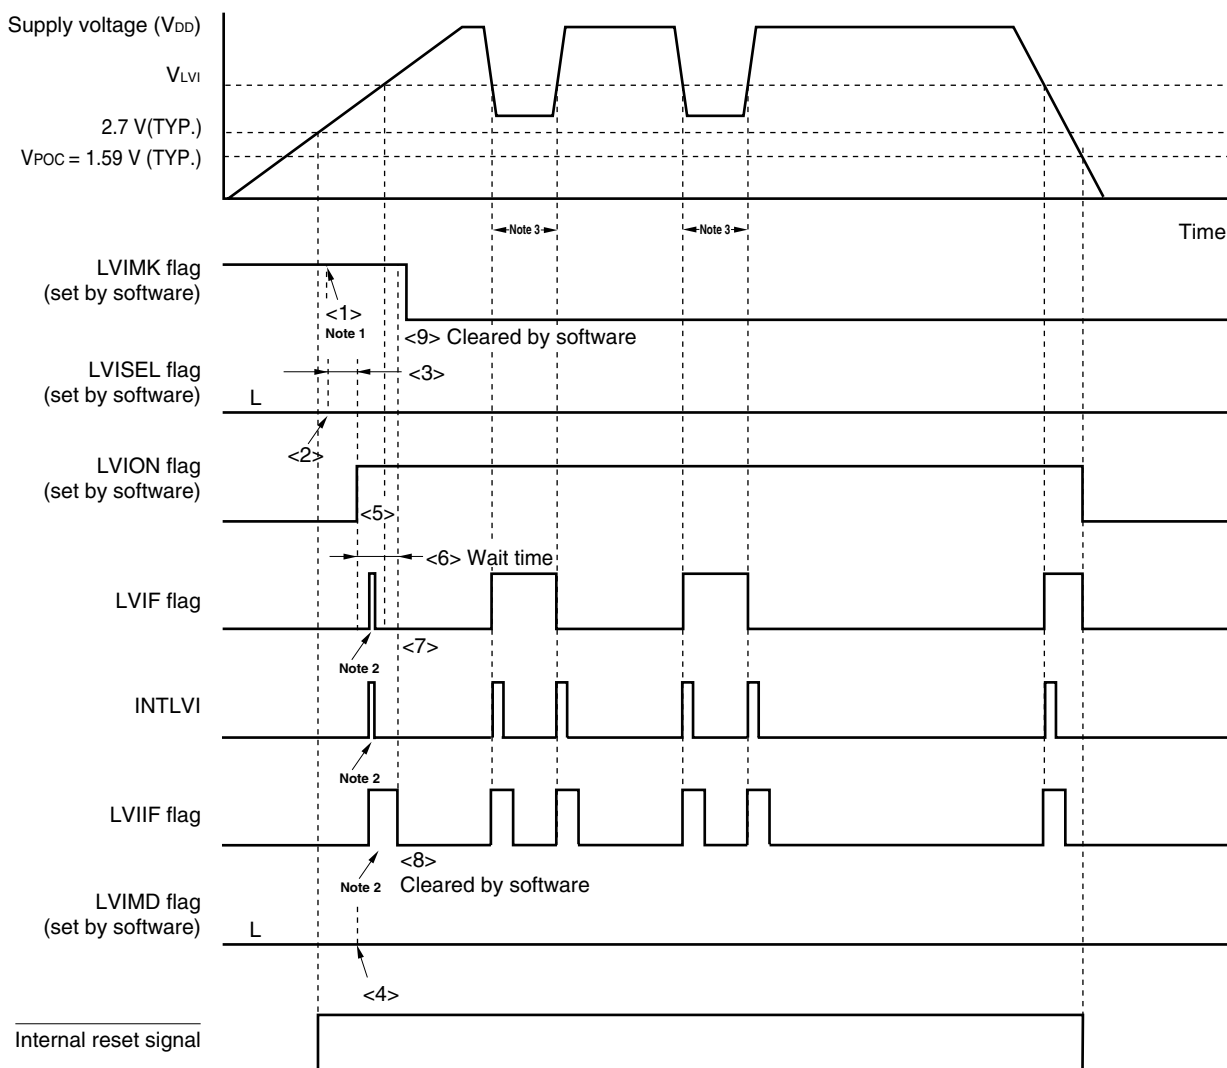 Supply voltage (VDD)
VLVI
2.7 V(TYP.)
VPOC = 1.59 V (TYP.)
Note 3
Note 3
Time
LVIMK flag
(set by software)
<1>
Note 1
<9> Cleared by software
LVISEL flag
(set by software)
L
<3>
<2>
LVION flag
(set by software)
<5>
<6> Wait time
LVIF flag
<7>
Note 2
INTLVI
Note 2
LVIIF flag
<8>
Note 2
Cleared by software
LVIMD flag
(set by software)
L
<4>
Internal reset signal